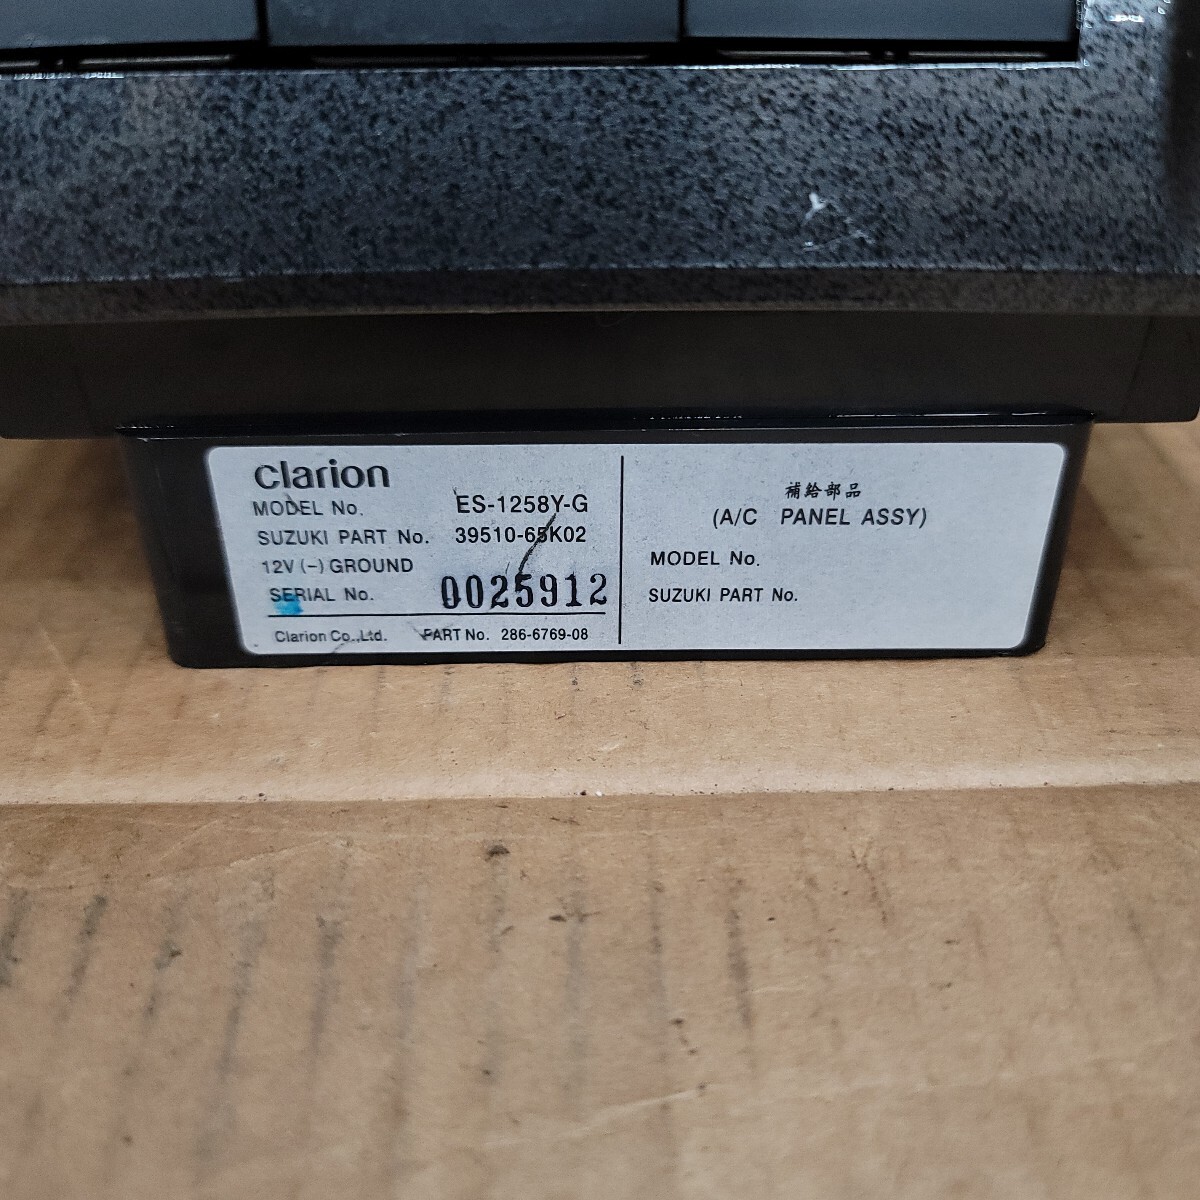 Clarion
MODEL No. ES-1258Y-G
SUZUKI PART No. 39510-65K02
12V (-) GROUND
SERIAL No. 0025912
Clarion Co.,Ltd. PART No. 286-6769-08
補給部品
(A/C PANEL ASSY)
MODEL No.
SUZUKI PART No.